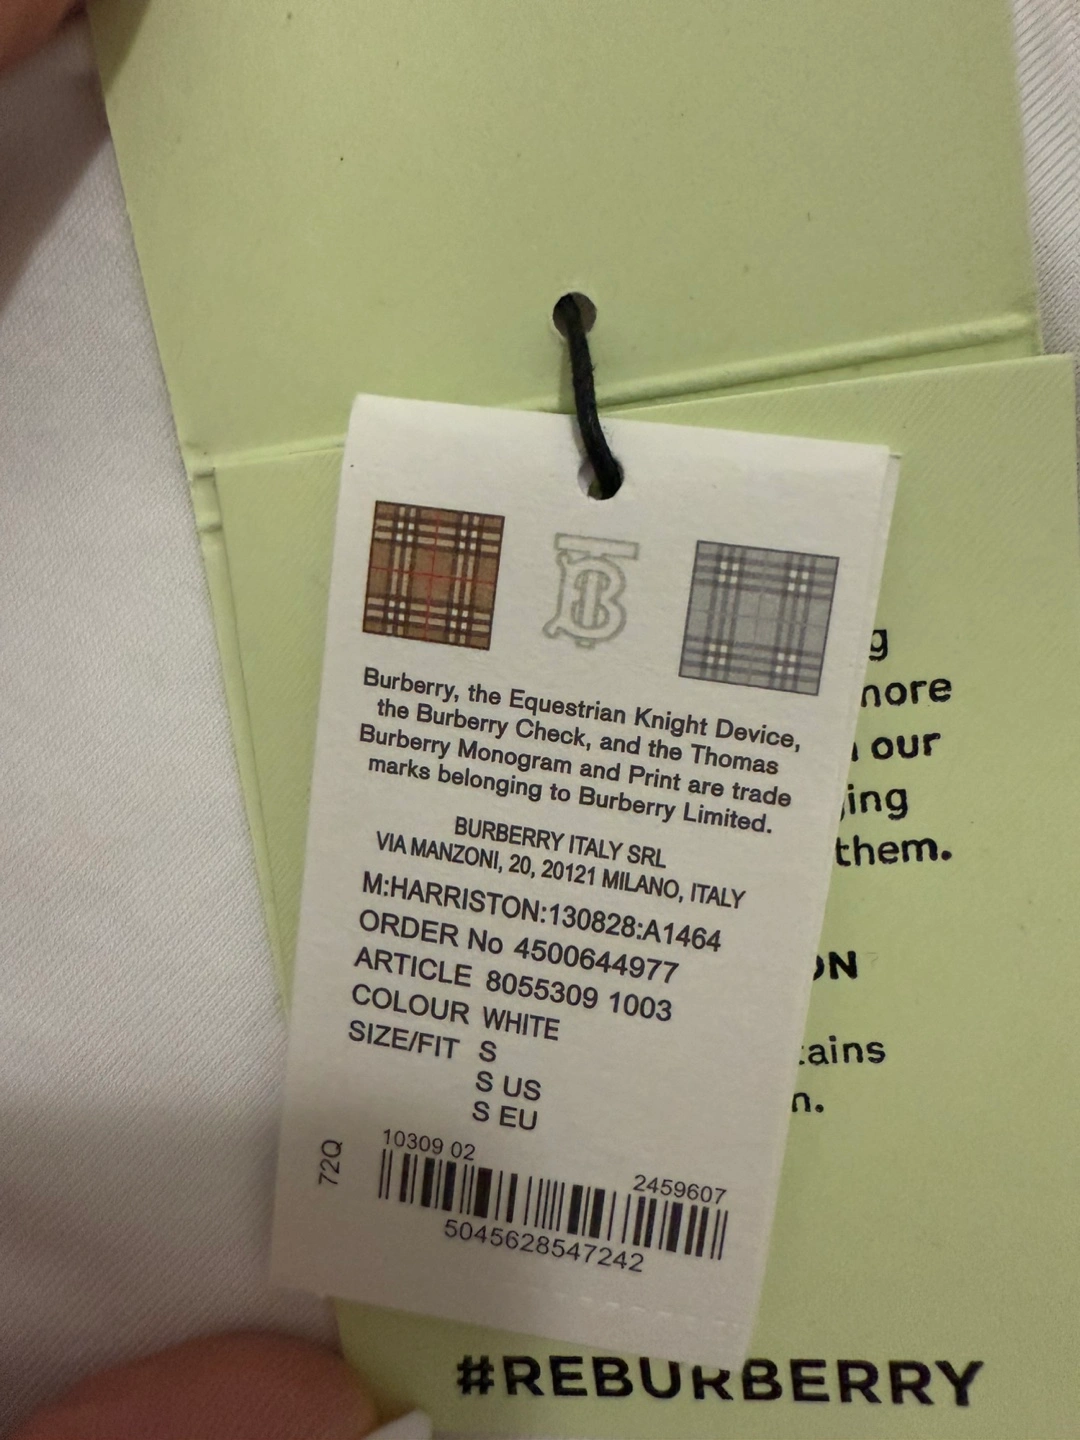 Burberry, the Equestrian Knight Device,
the Burberry Check, and the Thomas
Burberry Monogram and Print are trade
marks belonging to Burberry Limited.
BURBERRY ITALY SRL
VIA MANZONI, 20, 20121 MILANO, ITALY
M:HARRISTON:130828:A1464
ORDER No 4500644977
ARTICLE 8055309 1003
COLOUR WHITE
SIZE/FIT S
S US
S EU
72Q
10309 02
2459607
5045628547242
our
them.
#REBURBERRY